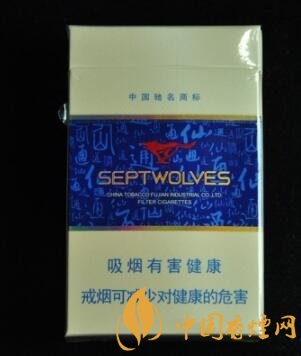 中国驰名商标
SEPTWOLVES
CHINA TOBACCO FUJIAN INDUSTRIAL CO.,LTD.
FILTER CIGARETTES
吸烟有害健康
戒烟可减少对健康的危害
中国香烟网